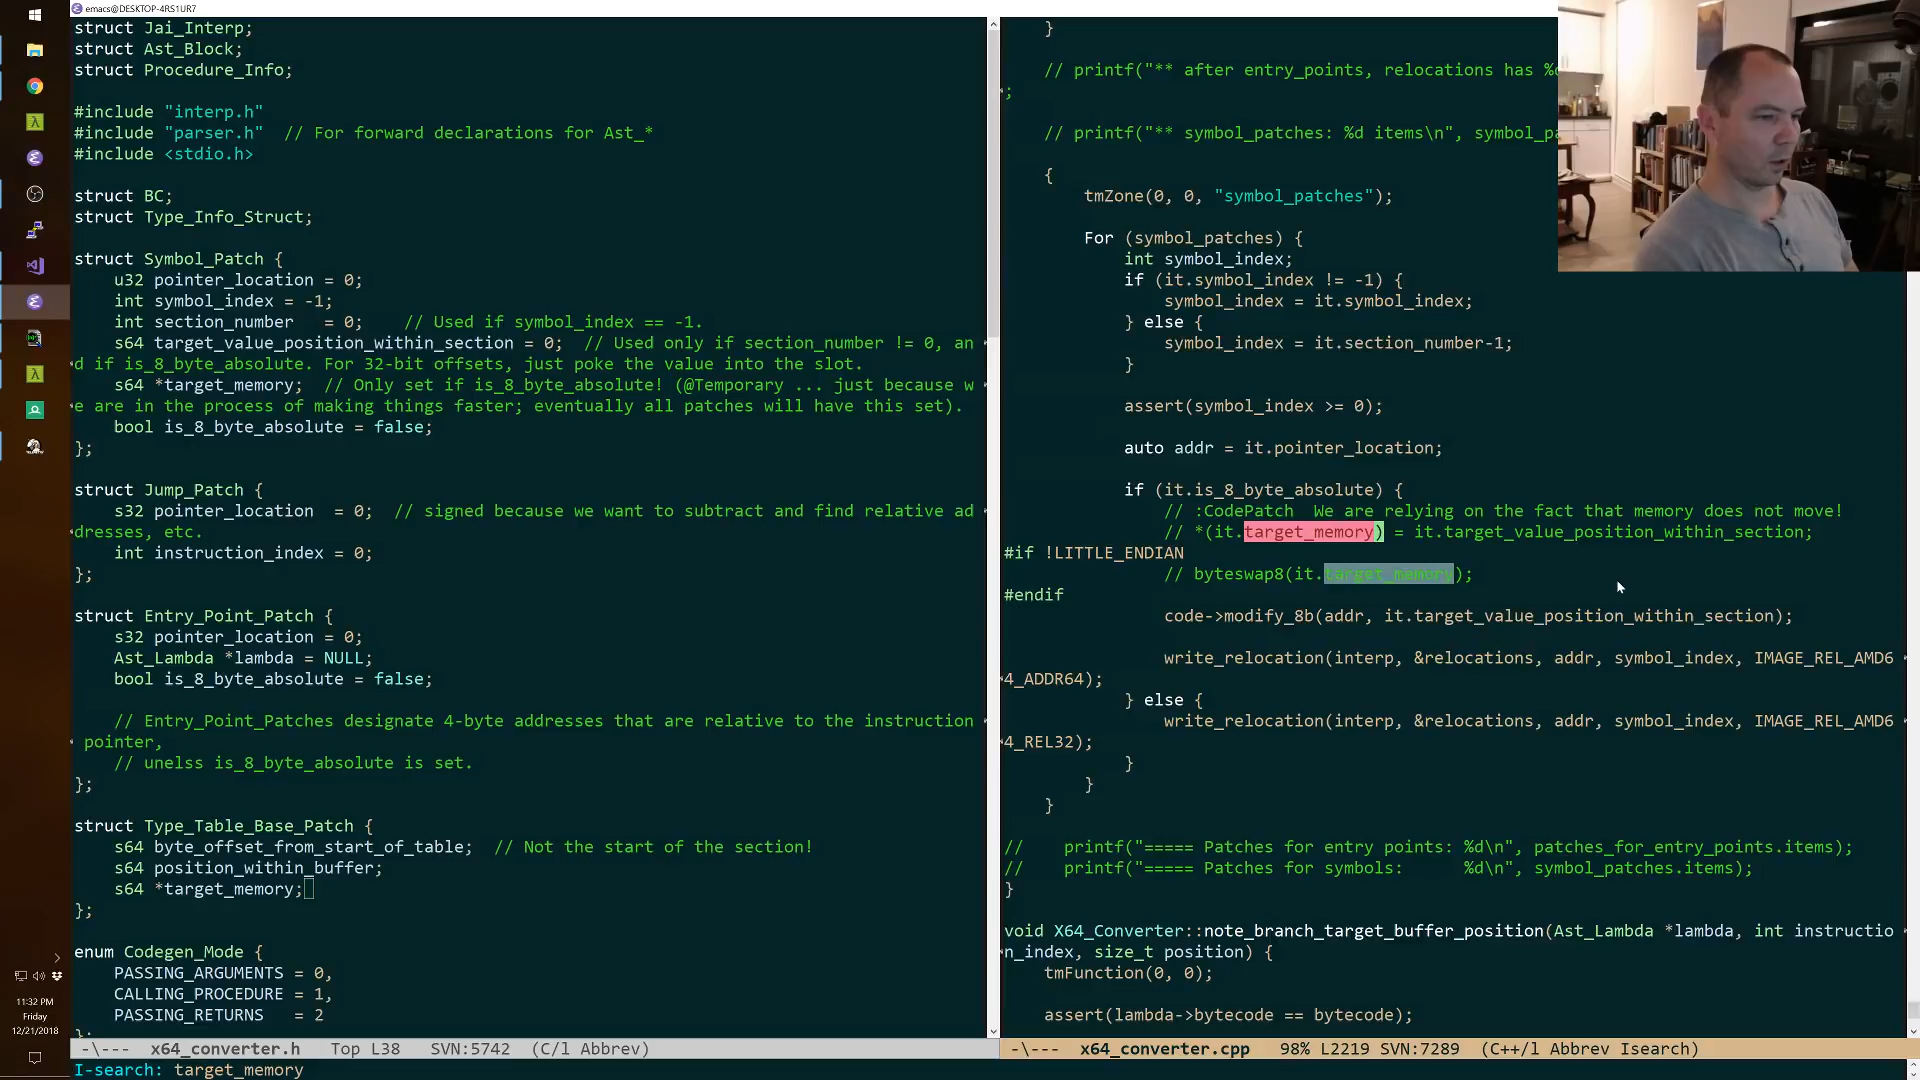 emacs@DESKTOP-4RS1UR7
struct Jai_Interp;
struct Ast_Block;
struct Procedure_Info;
#include "interp.h"
#include "parser.h"  // For forward declarations for Ast_*
#include <stdio.h>
struct BC;
struct Type_Info_Struct;
struct Symbol_Patch {
    u32 pointer_location = 0;
    int symbol_index = -1;
    int section_number   = 0;    // Used if symbol_index == -1.
    s64 target_value_position_within_section = 0;  // Used only if section_number != 0, an
d if is_8_byte_absolute. For 32-bit offsets, just poke the value into the slot.
    s64 *target_memory;  // Only set if is_8_byte_absolute! (@Temporary ... just because w
e are in the process of making things faster; eventually all patches will have this set).
    bool is_8_byte_absolute = false;
};
struct Jump_Patch {
    s32 pointer_location  = 0;  // signed because we want to subtract and find relative ad
dresses, etc.
    int instruction_index = 0;
};
struct Entry_Point_Patch {
    s32 pointer_location = 0;
    Ast_Lambda *lambda = NULL;
    bool is_8_byte_absolute = false;
    // Entry_Point_Patches designate 4-byte addresses that are relative to the instruction
 pointer,
    // unelss is_8_byte_absolute is set.
};
struct Type_Table_Base_Patch {
    s64 byte_offset_from_start_of_table;  // Not the start of the section!
    s64 position_within_buffer;
    s64 *target_memory;
};
enum Codegen_Mode {
    PASSING_ARGUMENTS = 0,
    CALLING_PROCEDURE = 1,
    PASSING_RETURNS   = 2
};
-\---  x64_converter.h   Top L38   SVN:5742  (C/l Abbrev)
I-search: target_memory
    }
    // printf("** after entry_points, relocations has %
;
    // printf("** symbol_patches: %d items\n", symbol_pa
    {
        tmZone(0, 0, "symbol_patches");
        For (symbol_patches) {
            int symbol_index;
            if (it.symbol_index != -1) {
                symbol_index = it.symbol_index;
            } else {
                symbol_index = it.section_number-1;
            }
            assert(symbol_index >= 0);
            auto addr = it.pointer_location;
            if (it.is_8_byte_absolute) {
                // :CodePatch  We are relying on the fact that memory does not move!
                // *(it.target_memory) = it.target_value_position_within_section;
#if !LITTLE_ENDIAN
                // byteswap8(it.target_memory);
#endif
                code->modify_8b(addr, it.target_value_position_within_section);
                write_relocation(interp, &relocations, addr, symbol_index, IMAGE_REL_AMD6
4_ADDR64);
            } else {
                write_relocation(interp, &relocations, addr, symbol_index, IMAGE_REL_AMD6
4_REL32);
            }
        }
    }
//    printf("===== Patches for entry points: %d\n", patches_for_entry_points.items);
//    printf("===== Patches for symbols:      %d\n", symbol_patches.items);
}
void X64_Converter::note_branch_target_buffer_position(Ast_Lambda *lambda, int instructio
n_index, size_t position) {
    tmFunction(0, 0);
    assert(lambda->bytecode == bytecode);
-\---  x64_converter.cpp   98% L2219 SVN:7289  (C++/l Abbrev Isearch)
11:32 PM
Friday
12/21/2018